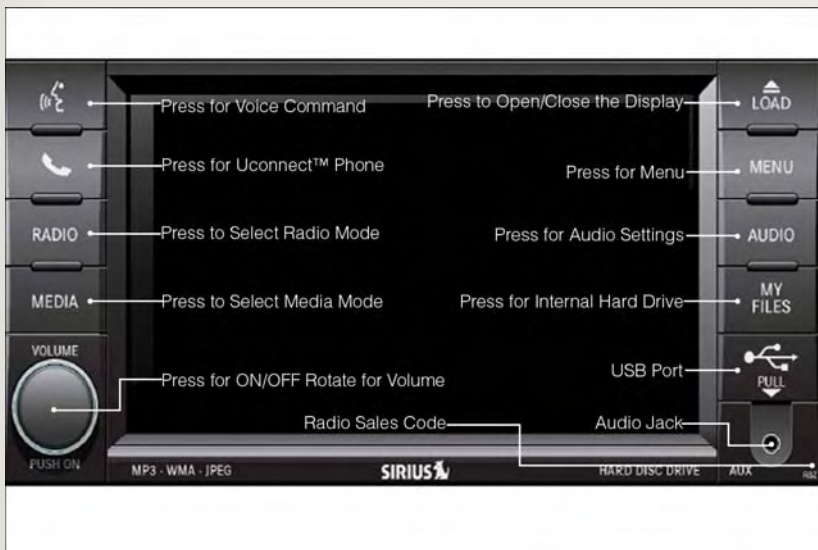 Press for Voice Command
Press to Open/Close the Display
LOAD
Press for Uconnect™ Phone
Press for Menu
MENU
RADIO
Press to Select Radio Mode
Press for Audio Settings
AUDIO
MEDIA
Press to Select Media Mode
Press for Internal Hard Drive
MY
FILES
VOLUME
Press for ON/OFF Rotate for Volume
USB Port
PULL
Radio Sales Code
Audio Jack
PUSH ON
MP3 - WMA - JPEG
SIRIUS
HARD DISC DRIVE
AUX
RBZ